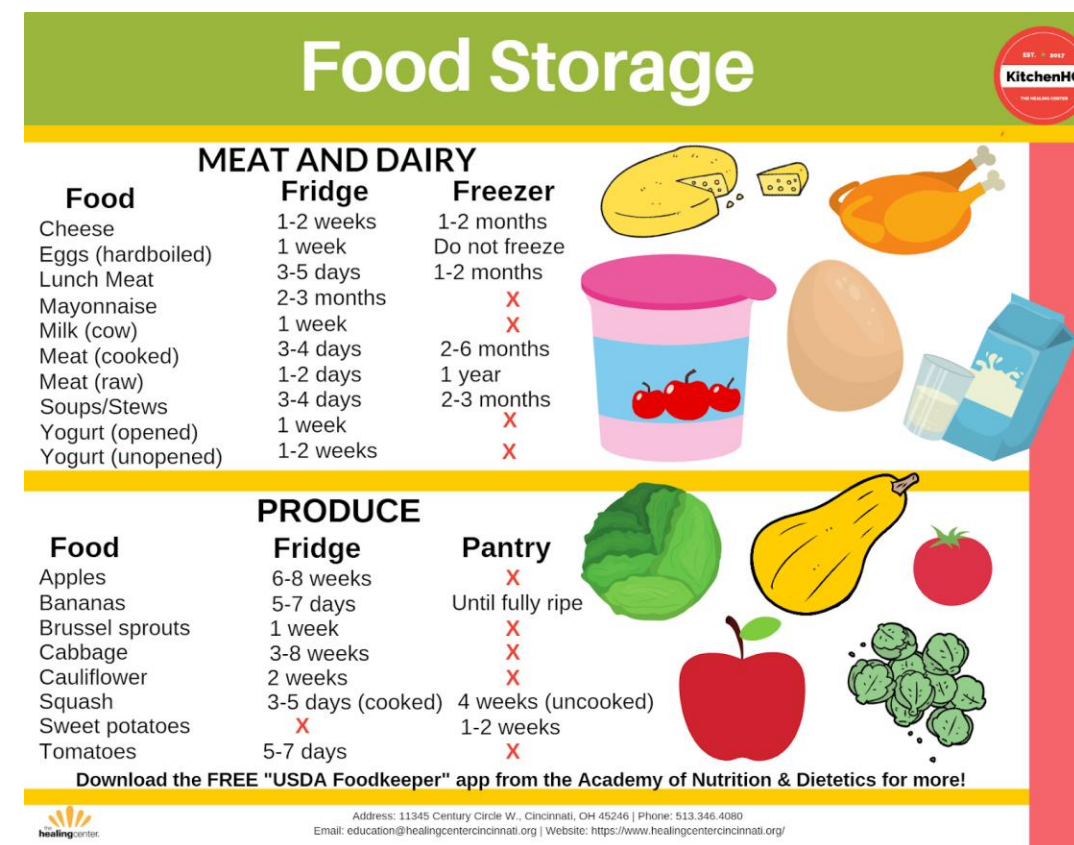 Food Storage
EST. 2017
KitchenH
THE HEALING CENTER
MEAT AND DAIRY
Food Fridge Freezer
Cheese 1-2 weeks 1-2 months
Eggs (hardboiled) 1 week Do not freeze
Lunch Meat 3-5 days 1-2 months
Mayonnaise 2-3 months X
Milk (cow) 1 week X
Meat (cooked) 3-4 days 2-6 months
Meat (raw) 1-2 days 1 year
Soups/Stews 3-4 days 2-3 months
Yogurt (opened) 1 week X
Yogurt (unopened) 1-2 weeks X
PRODUCE
Food Fridge Pantry
Apples 6-8 weeks X
Bananas 5-7 days Until fully ripe
Brussel sprouts 1 week X
Cabbage 3-8 weeks X
Cauliflower 2 weeks X
Squash 3-5 days (cooked) 4 weeks (uncooked)
Sweet potatoes X 1-2 weeks
Tomatoes 5-7 days X
Download the FREE "USDA Foodkeeper" app from the Academy of Nutrition & Dietetics for more!
the
healingcenter.
Address: 11345 Century Circle W., Cincinnati, OH 45246 | Phone: 513.346.4080
Email: education@healingcentercincinnati.org | Website: https://www.healingcentercincinnati.org/